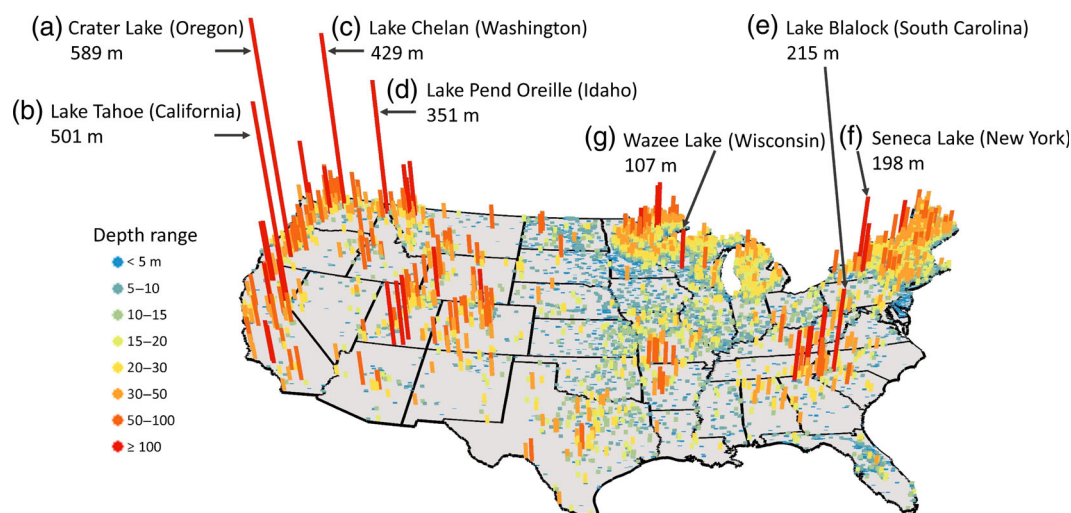 (a) Crater Lake (Oregon)
589 m
(b) Lake Tahoe (California)
501 m
(c) Lake Chelan (Washington)
429 m
(d) Lake Pend Oreille (Idaho)
351 m
(e) Lake Blalock (South Carolina)
215 m
(g) Wazee Lake (Wisconsin)
107 m
(f) Seneca Lake (New York)
198 m
Depth range
< 5 m
5–10
10–15
15–20
20–30
30–50
50–100
≥ 100